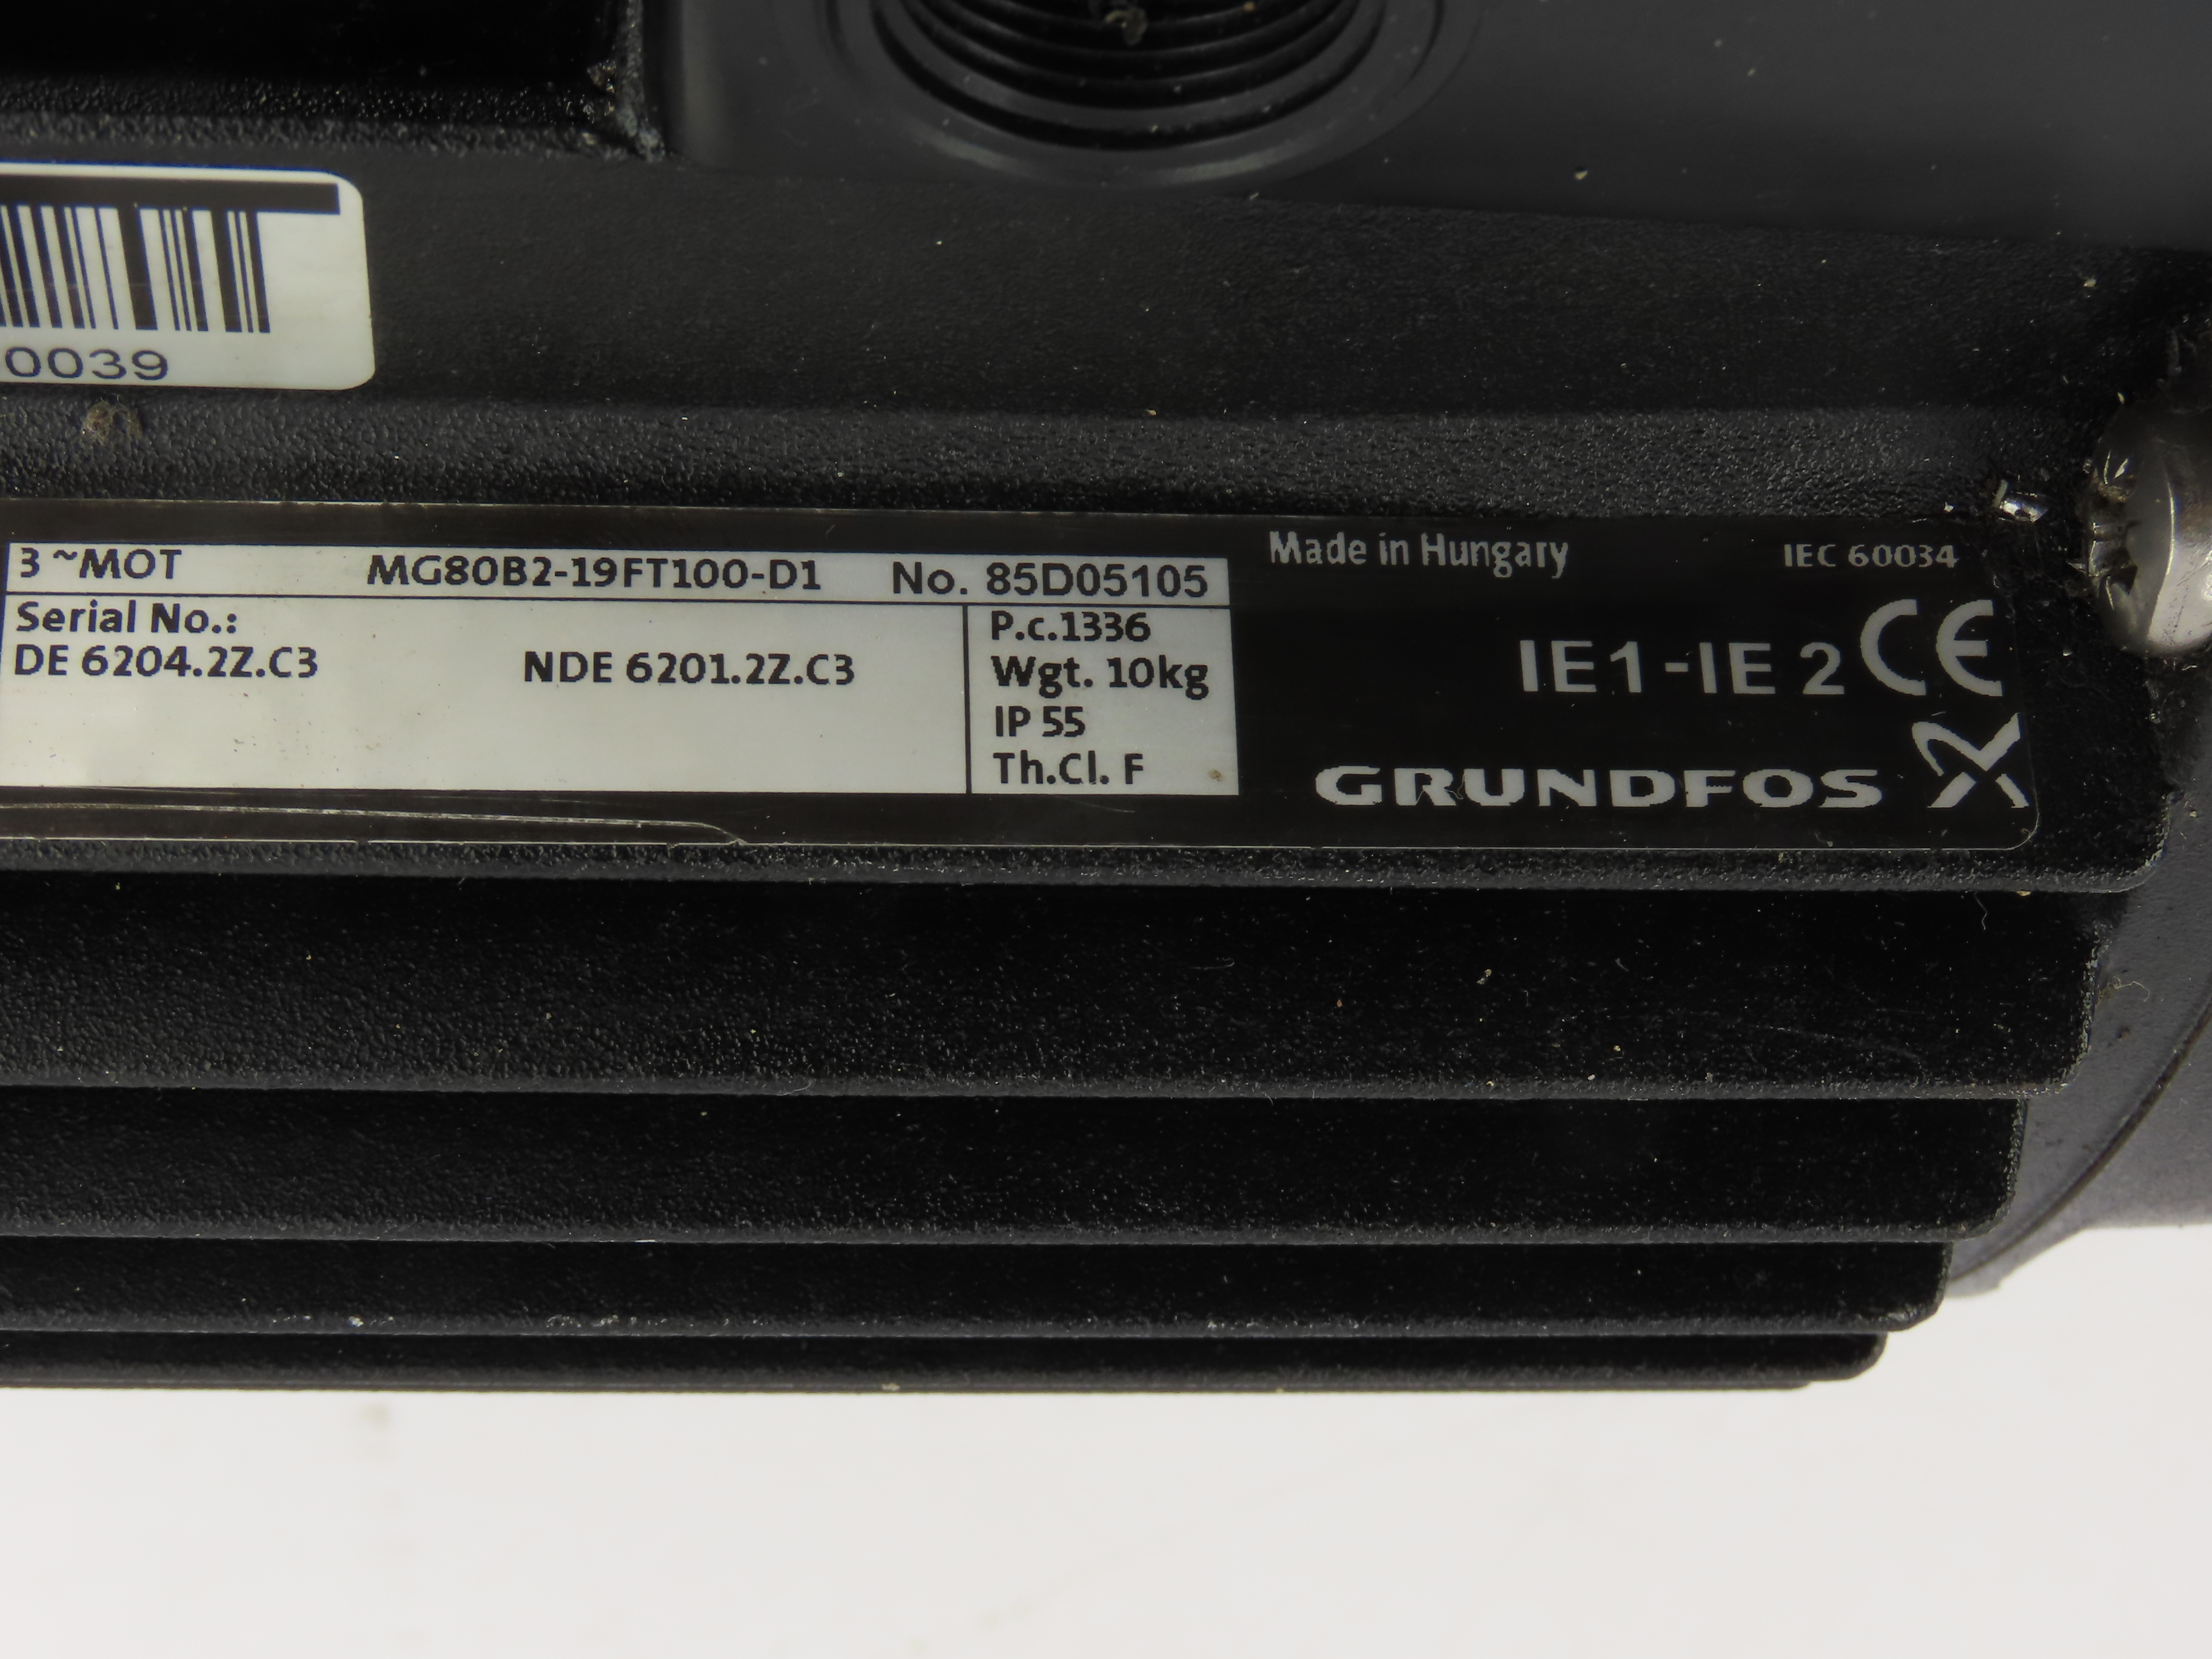 0039
3 ~MOT MG80B2-19FT100-D1 No. 85D05105
Serial No.:
DE 6204.2Z.C3 NDE 6201.2Z.C3
P.c.1336
Wgt. 10kg
IP 55
Th.Cl. F
Made in Hungary IEC 60034
IE1-IE 2 CE
GRUNDFOS